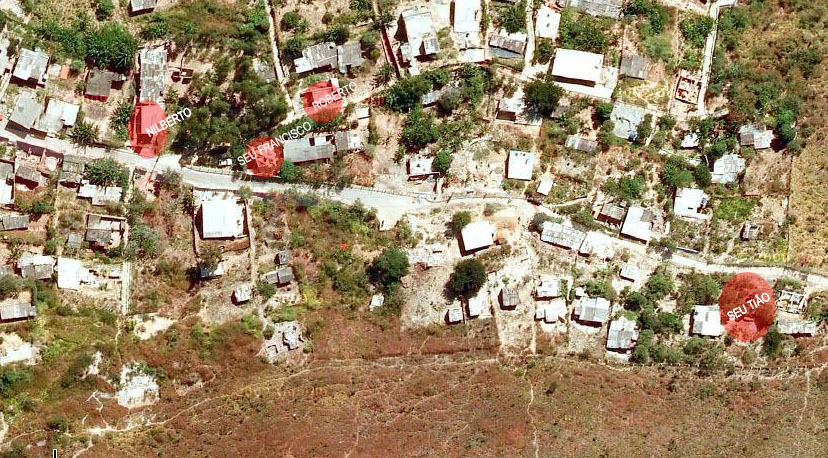 NILBERTO
SEU FRANCISCO
ROBERTO
SEU TIÃO